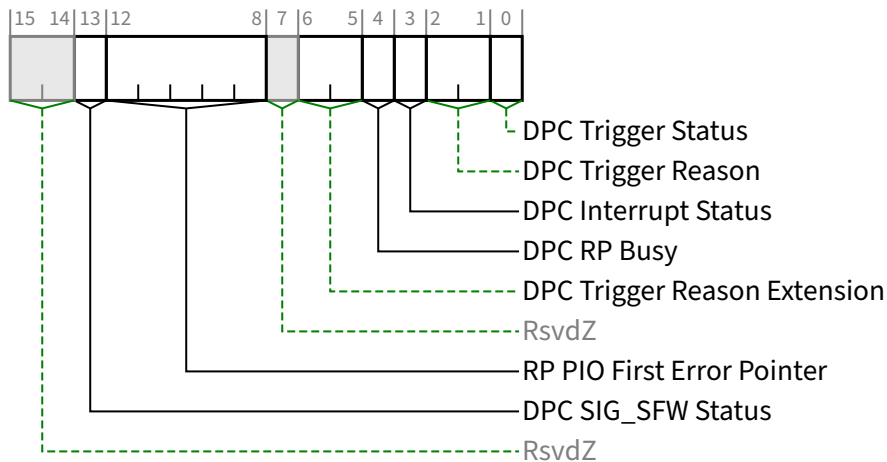 15 14 13 12 8 7 6 5 4 3 2 1 0
DPC Trigger Status
DPC Trigger Reason
DPC Interrupt Status
DPC RP Busy
DPC Trigger Reason Extension
RsvdZ
RP PIO First Error Pointer
DPC SIG_SFW Status
RsvdZ